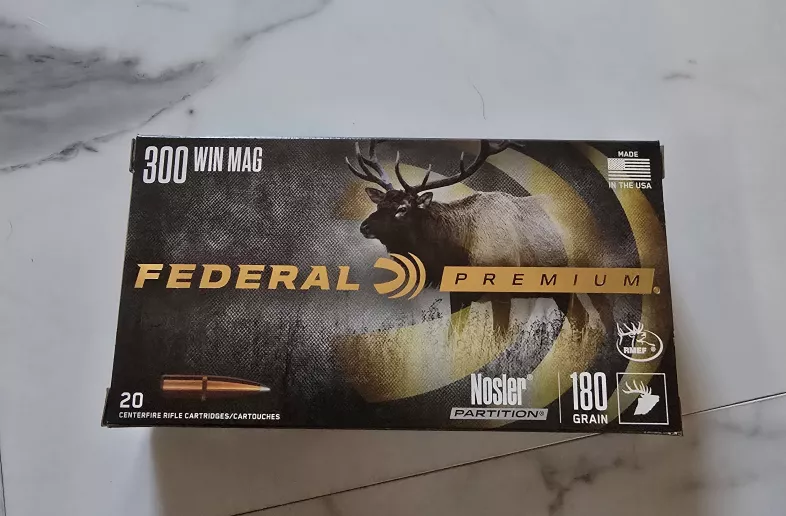 300 WIN MAG
MADE
IN THE USA
FEDERAL PREMIUM®
RMEF®
20
CENTERFIRE RIFLE CARTRIDGES/CARTOUCHES
Nosler®
PARTITION®
180
GRAIN